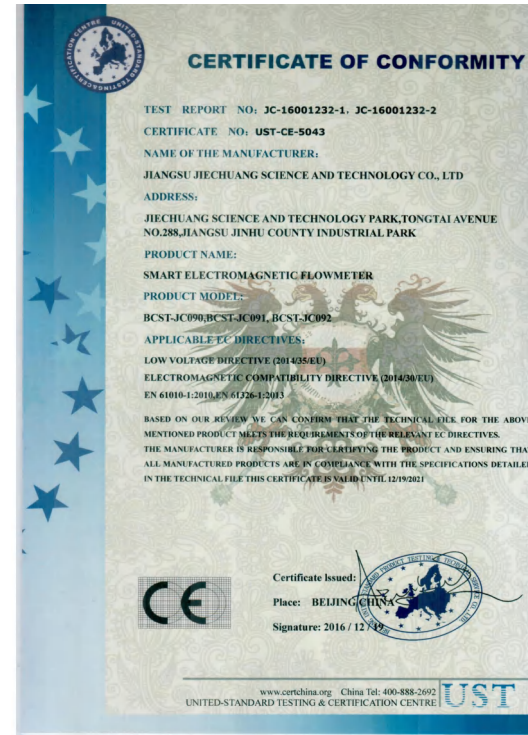 CERTIFICATE OF CONFORMITY
TEST REPORT NO: JC-16001232-1, JC-16001232-2
CERTIFICATE NO: UST-CE-5043
NAME OF THE MANUFACTURER:
JIANGSU JIECHUANG SCIENCE AND TECHNOLOGY CO., LTD
ADDRESS:
JIECHUANG SCIENCE AND TECHNOLOGY PARK,TONGTAI AVENUE
NO.288,JIANGSU JINHU COUNTY INDUSTRIAL PARK
PRODUCT NAME:
SMART ELECTROMAGNETIC FLOWMETER
PRODUCT MODEL:
BCST-JC090,BCST-JC091, BCST-JC092
APPLICABLE EC DIRECTIVES:
LOW VOLTAGE DIRECTIVE (2014/35/EU)
ELECTROMAGNETIC COMPATIBILITY DIRECTIVE (2014/30/EU)
EN 61010-1:2010,EN 61326-1:2013
BASED ON OUR REVIEW WE CAN CONFIRM THAT THE TECHNICAL FILE FOR THE ABOV
MENTIONED PRODUCT MEETS THE REQUIREMENTS OF THE RELEVANT EC DIRECTIVES.
THE MANUFACTURER IS RESPONSIBLE FOR CERTIFYING THE PRODUCT AND ENSURING THA
ALL MANUFACTURED PRODUCTS ARE IN COMPLIANCE WITH THE SPECIFICATIONS DETAILE
IN THE TECHNICAL FILE THIS CERTIFICATE IS VALID UNTIL 12/19/2021
Certificate Issued:
Place: BEIJING CHINA
Signature: 2016 / 12 / 19
CE
www.certchina.org China Tel: 400-888-2692
UNITED-STANDARD TESTING & CERTIFICATION CENTRE
UST